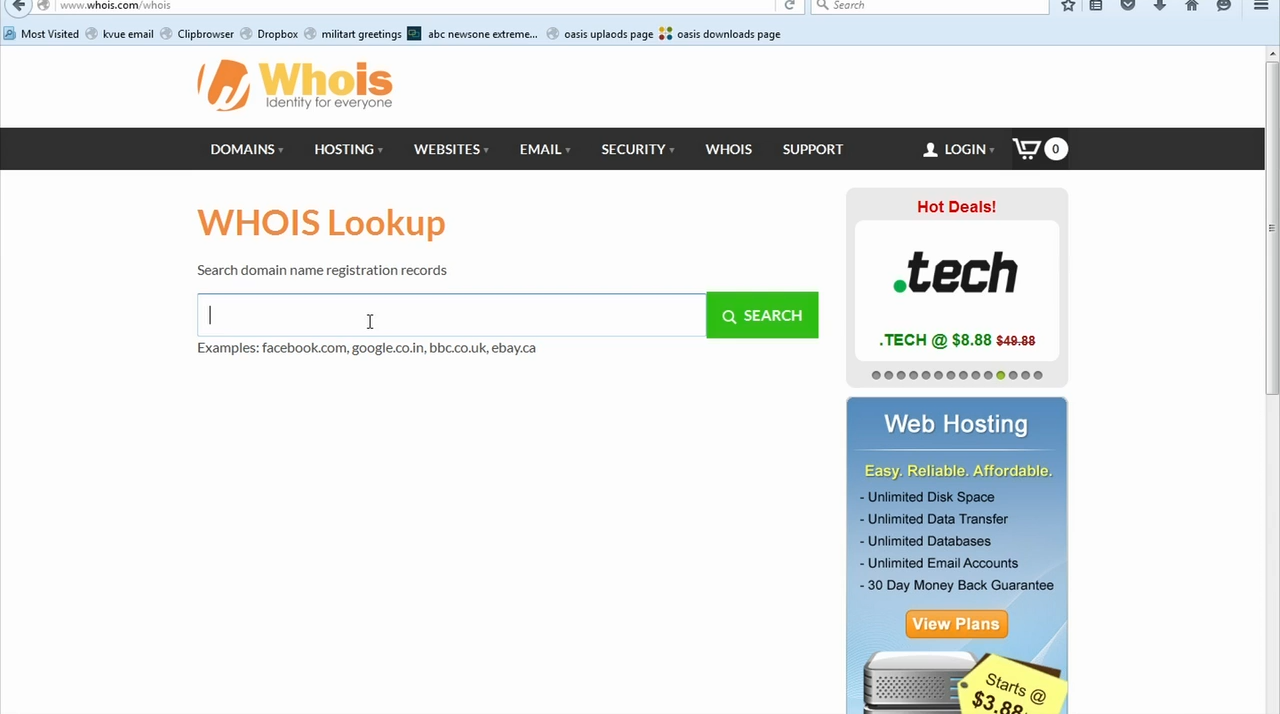 www.whois.com/whois
Search
Most Visited kvue email Clipbrowser Dropbox militart greetings abc newsone extreme... oasis uplaods page oasis downloads page
Whois
Identity for everyone
DOMAINS HOSTING WEBSITES EMAIL SECURITY WHOIS SUPPORT LOGIN 0
WHOIS Lookup
Search domain name registration records
SEARCH
Examples: facebook.com, google.co.in, bbc.co.uk, ebay.ca
Hot Deals!
.tech
.TECH @ $8.88 $49.88
Web Hosting
Easy. Reliable. Affordable.
- Unlimited Disk Space
- Unlimited Data Transfer
- Unlimited Databases
- Unlimited Email Accounts
- 30 Day Money Back Guarantee
View Plans
Starts @
$3.88